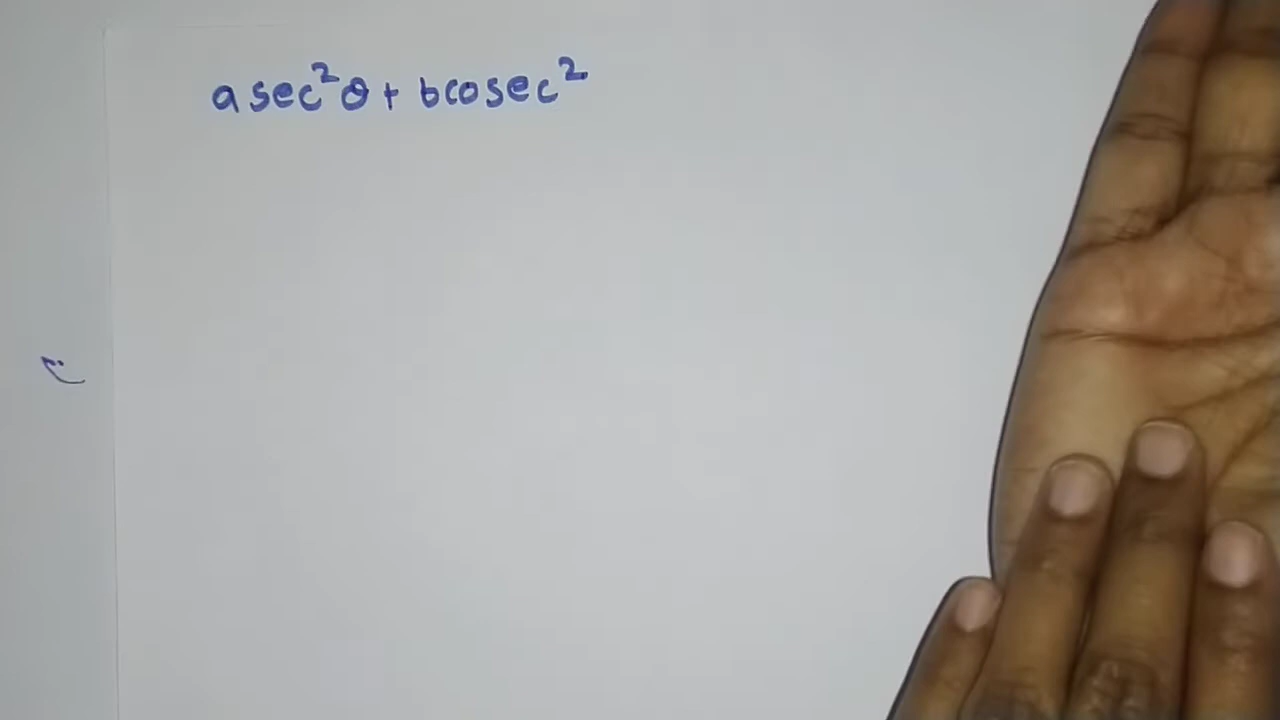 a sec²θ + b cosec²